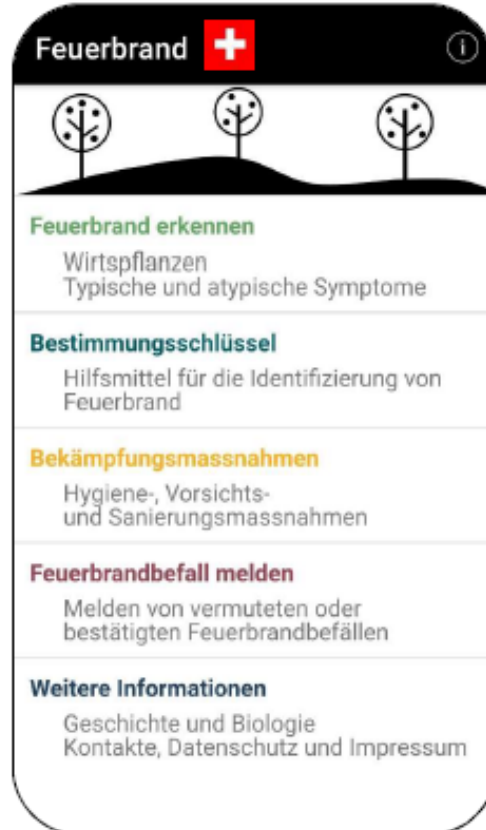 Feuerbrand
Feuerbrand erkennen
Wirtspflanzen
Typische und atypische Symptome
Bestimmungsschlüssel
Hilfsmittel für die Identifizierung von
Feuerbrand
Bekämpfungsmassnahmen
Hygiene-, Vorsichts-
und Sanierungsmassnahmen
Feuerbrandbefall melden
Melden von vermuteten oder
bestätigten Feuerbrandbefällen
Weitere Informationen
Geschichte und Biologie
Kontakte, Datenschutz und Impressum